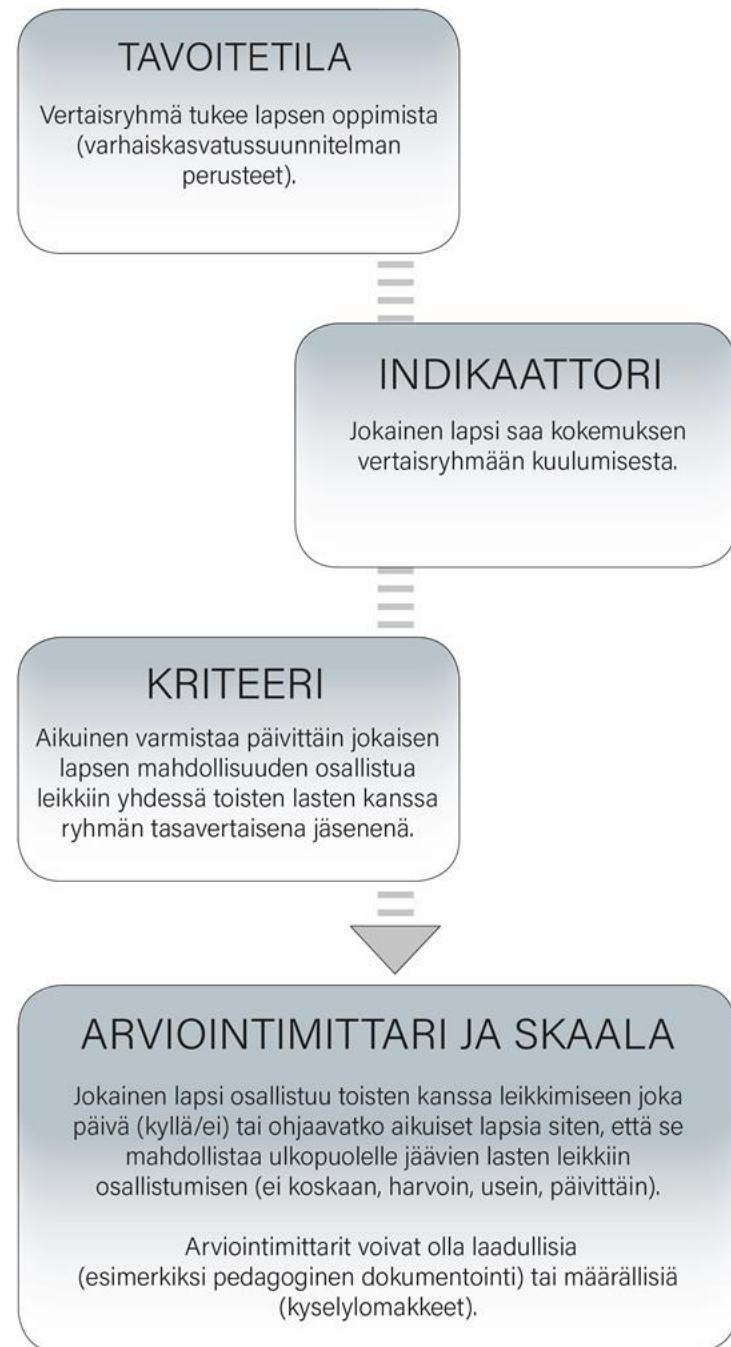 TAVOITETILA
Vertaisryhmä tukee lapsen oppimista
(varhaiskasvatussuunnitelman
perusteet).
INDIKAATTORI
Jokainen lapsi saa kokemuksen
vertaisryhmään kuulumisesta.
KRITEERI
Aikuinen varmistaa päivittäin jokaisen
lapsen mahdollisuuden osallistua
leikkiin yhdessä toisten lasten kanssa
ryhmän tasavertaisena jäsenenä.
ARVIOINTIMITTARI JA SKAALA
Jokainen lapsi osallistuu toisten kanssa leikkimiseen joka
päivä (kyllä/ei) tai ohjaavatko aikuiset lapsia siten, että se
mahdollistaa ulkopuolelle jäävien lasten leikkiin
osallistumisen (ei koskaan, harvoin, usein, päivittäin).
Arviointimittarit voivat olla laadullisia
(esimerkiksi pedagoginen dokumentointi) tai määrällisiä
(kyselylomakkeet).